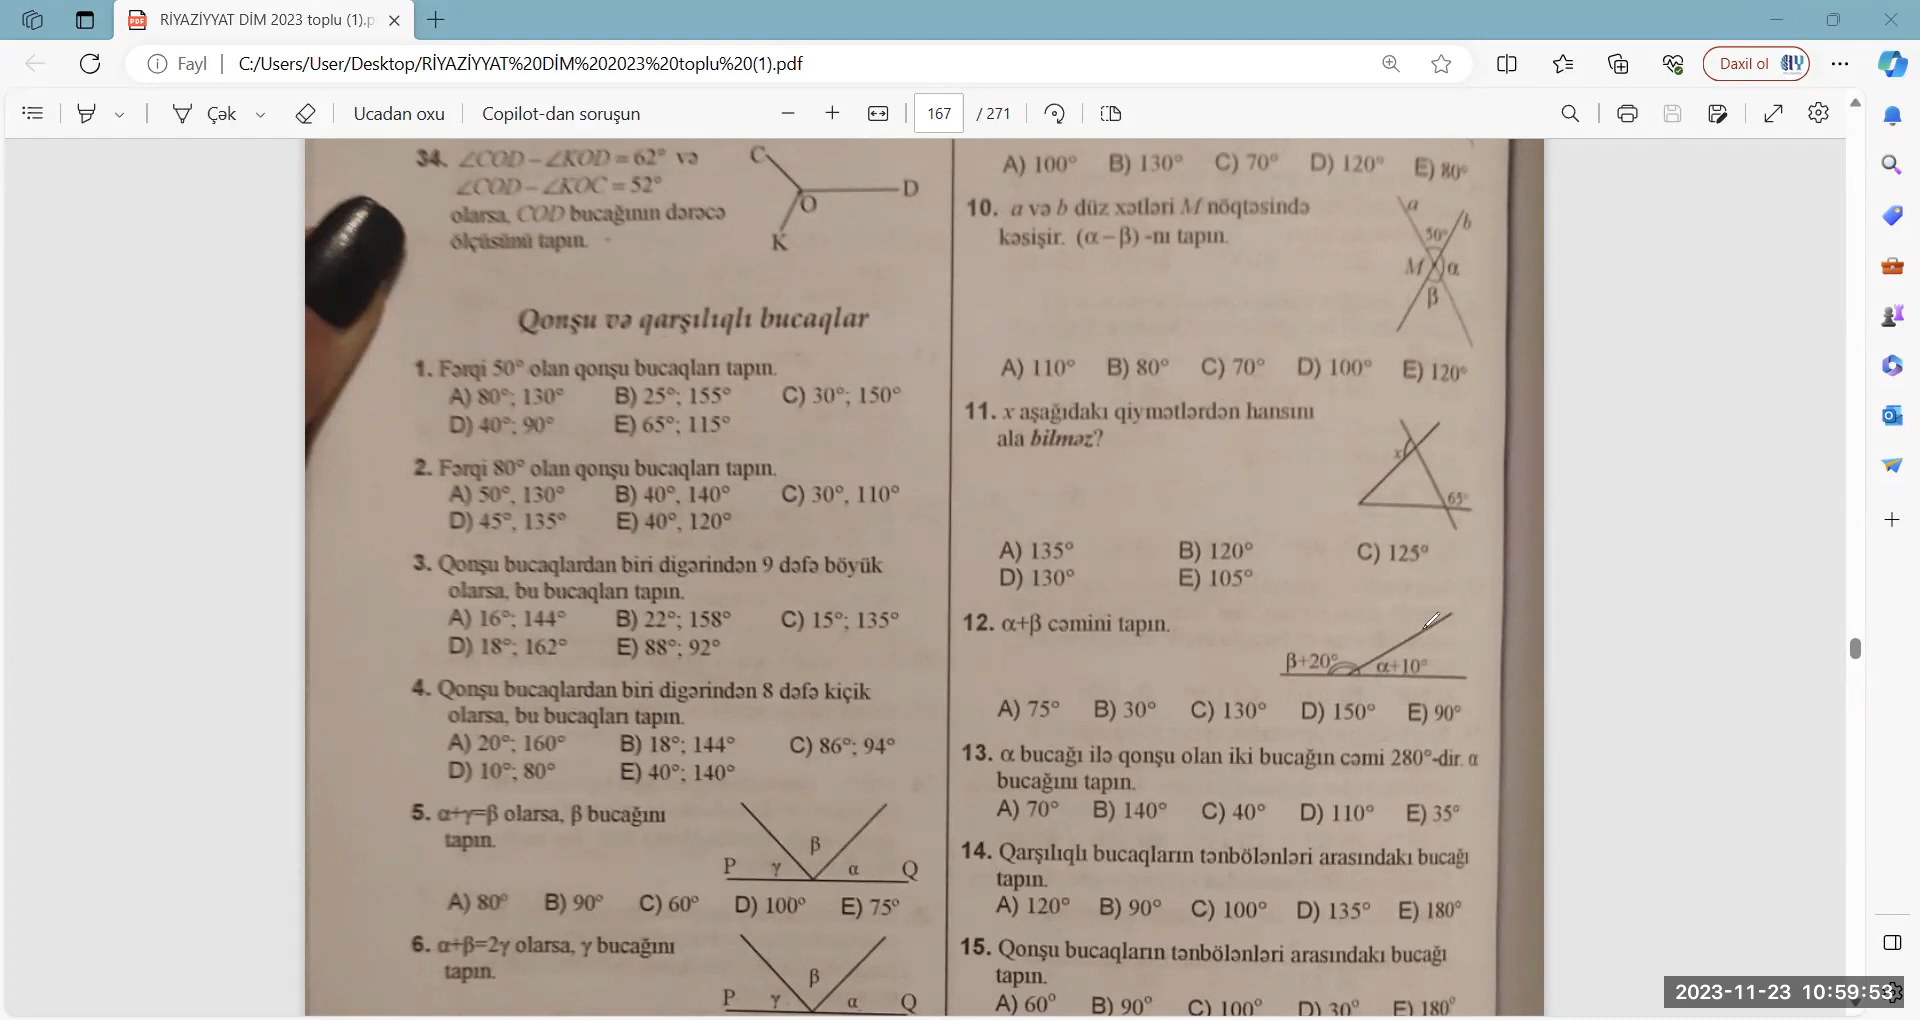 RİYAZİYYAT DİM 2023 toplu (1).p
Fayl
C:/Users/User/Desktop/RİYAZİYYAT%20DİM%202023%20toplu%20(1).pdf
Daxil ol
Çək
Ucadan oxu
Copilot-dan soruşun
167 / 271
34. ∠COD – ∠KOD = 62° və
∠COD – ∠KOC = 52°
olarsa, COD bucağının dərəcə
ölçüsünü tapın.
C
D
O
K
Qonşu və qarşılıqlı bucaqlar
1. Fərqi 50° olan qonşu bucaqları tapın.
A) 80°; 130° B) 25°; 155° C) 30°; 150°
D) 40°; 90° E) 65°; 115°
2. Fərqi 80° olan qonşu bucaqları tapın.
A) 50°, 130° B) 40°, 140° C) 30°, 110°
D) 45°, 135° E) 40°, 120°
3. Qonşu bucaqlardan biri digərindən 9 dəfə böyük
olarsa, bu bucaqları tapın.
A) 16°; 144° B) 22°; 158° C) 15°; 135°
D) 18°; 162° E) 88°; 92°
4. Qonşu bucaqlardan biri digərindən 8 dəfə kiçik
olarsa, bu bucaqları tapın.
A) 20°; 160° B) 18°; 144° C) 86°; 94°
D) 10°; 80° E) 40°; 140°
5. α+γ=β olarsa, β bucağını
tapın.
β
P γ α Q
A) 80° B) 90° C) 60° D) 100° E) 75°
6. α+β=2γ olarsa, γ bucağını
tapın.
β
P γ α Q
A) 100° B) 130° C) 70° D) 120° E) 80°
10. a və b düz xətləri M nöqtəsində
kəsişir. (α – β) -nı tapın.
a
b
50°
M α
β
A) 110° B) 80° C) 70° D) 100° E) 120°
11. x aşağıdakı qiymətlərdən hansını
ala bilməz?
x
65°
A) 135° B) 120° C) 125°
D) 130° E) 105°
12. α+β cəmini tapın.
β+20° α+10°
A) 75° B) 30° C) 130° D) 150° E) 90°
13. α bucağı ilə qonşu olan iki bucağın cəmi 280°-dir. α
bucağını tapın.
A) 70° B) 140° C) 40° D) 110° E) 35°
14. Qarşılıqlı bucaqların tənbölənləri arasındakı bucağı
tapın.
A) 120° B) 90° C) 100° D) 135° E) 180°
15. Qonşu bucaqların tənbölənləri arasındakı bucağı
tapın.
A) 60° B) 90° C) 100° D) 30° E) 180°
2023-11-23 10:59:53